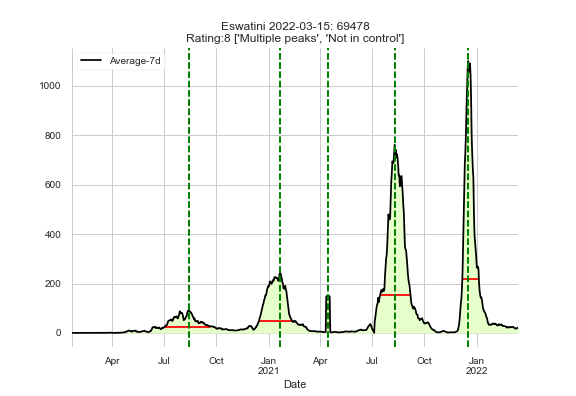 Eswatini 2022-03-15: 69478
Rating:8 ['Multiple peaks', 'Not in control']
Average-7d
1000
800
600
400
200
0
Apr Jul Oct Jan Apr Jul Oct Jan
2021 2022
Date